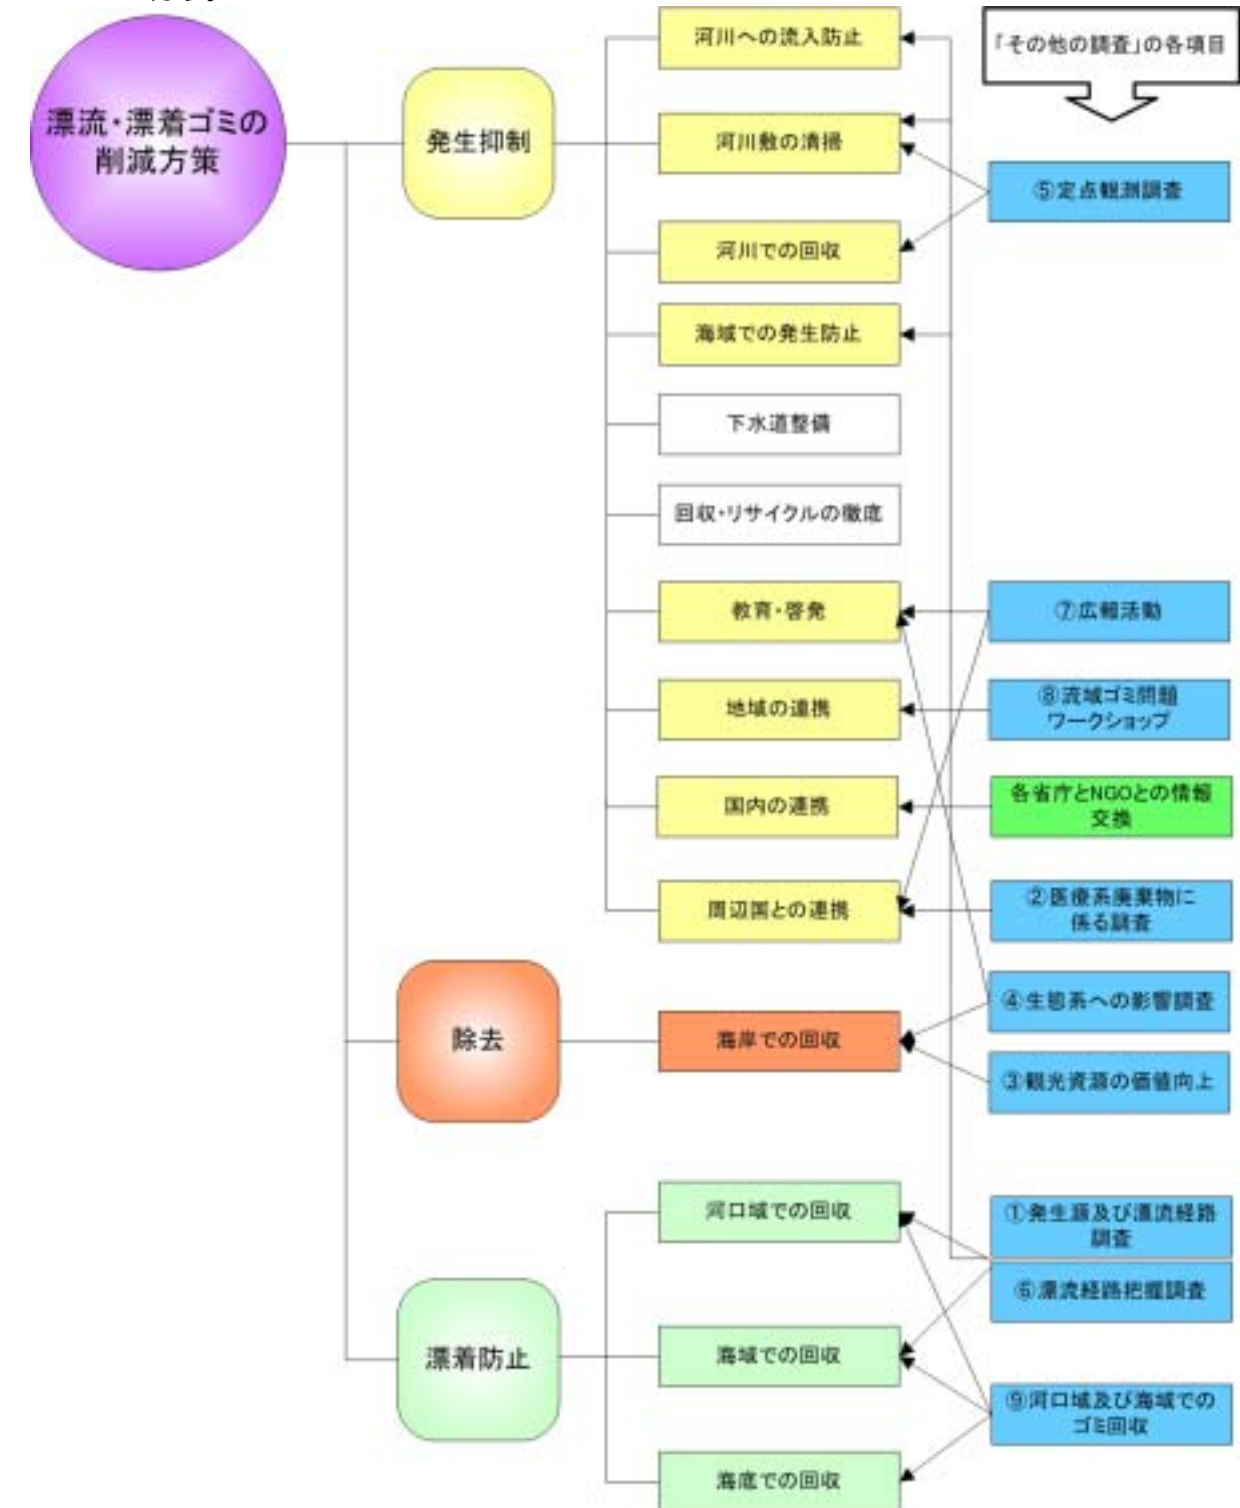 漂流・漂着ゴミの
削減方策
発生抑制
河川への流入防止
河川敷の清掃
河川での回収
海域での発生防止
下水道整備
回収・リサイクルの徹底
教育・啓発
地域の連携
国内の連携
周辺国との連携
除去
海岸での回収
漂着防止
河口域での回収
海域での回収
海底での回収
「その他の調査」の各項目
⑤定点観測調査
⑦広報活動
⑧流域ゴミ問題
ワークショップ
各省庁とNGOとの情報
交換
②医療系廃棄物に
係る調査
④生態系への影響調査
③観光資源の価値向上
①発生源及び漂流経路
調査
⑥漂流経路把握調査
⑨河口域及び海域での
ゴミ回収